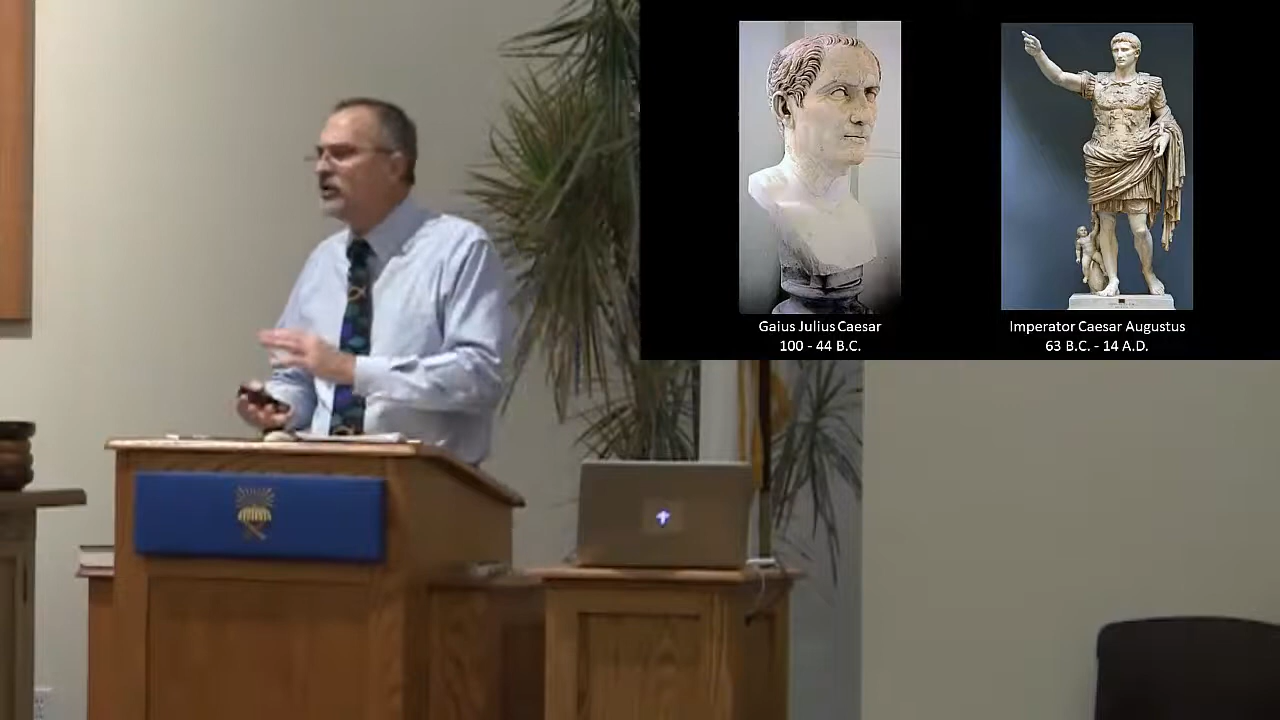 Gaius Julius Caesar
100 - 44 B.C.
Imperator Caesar Augustus
63 B.C. - 14 A.D.